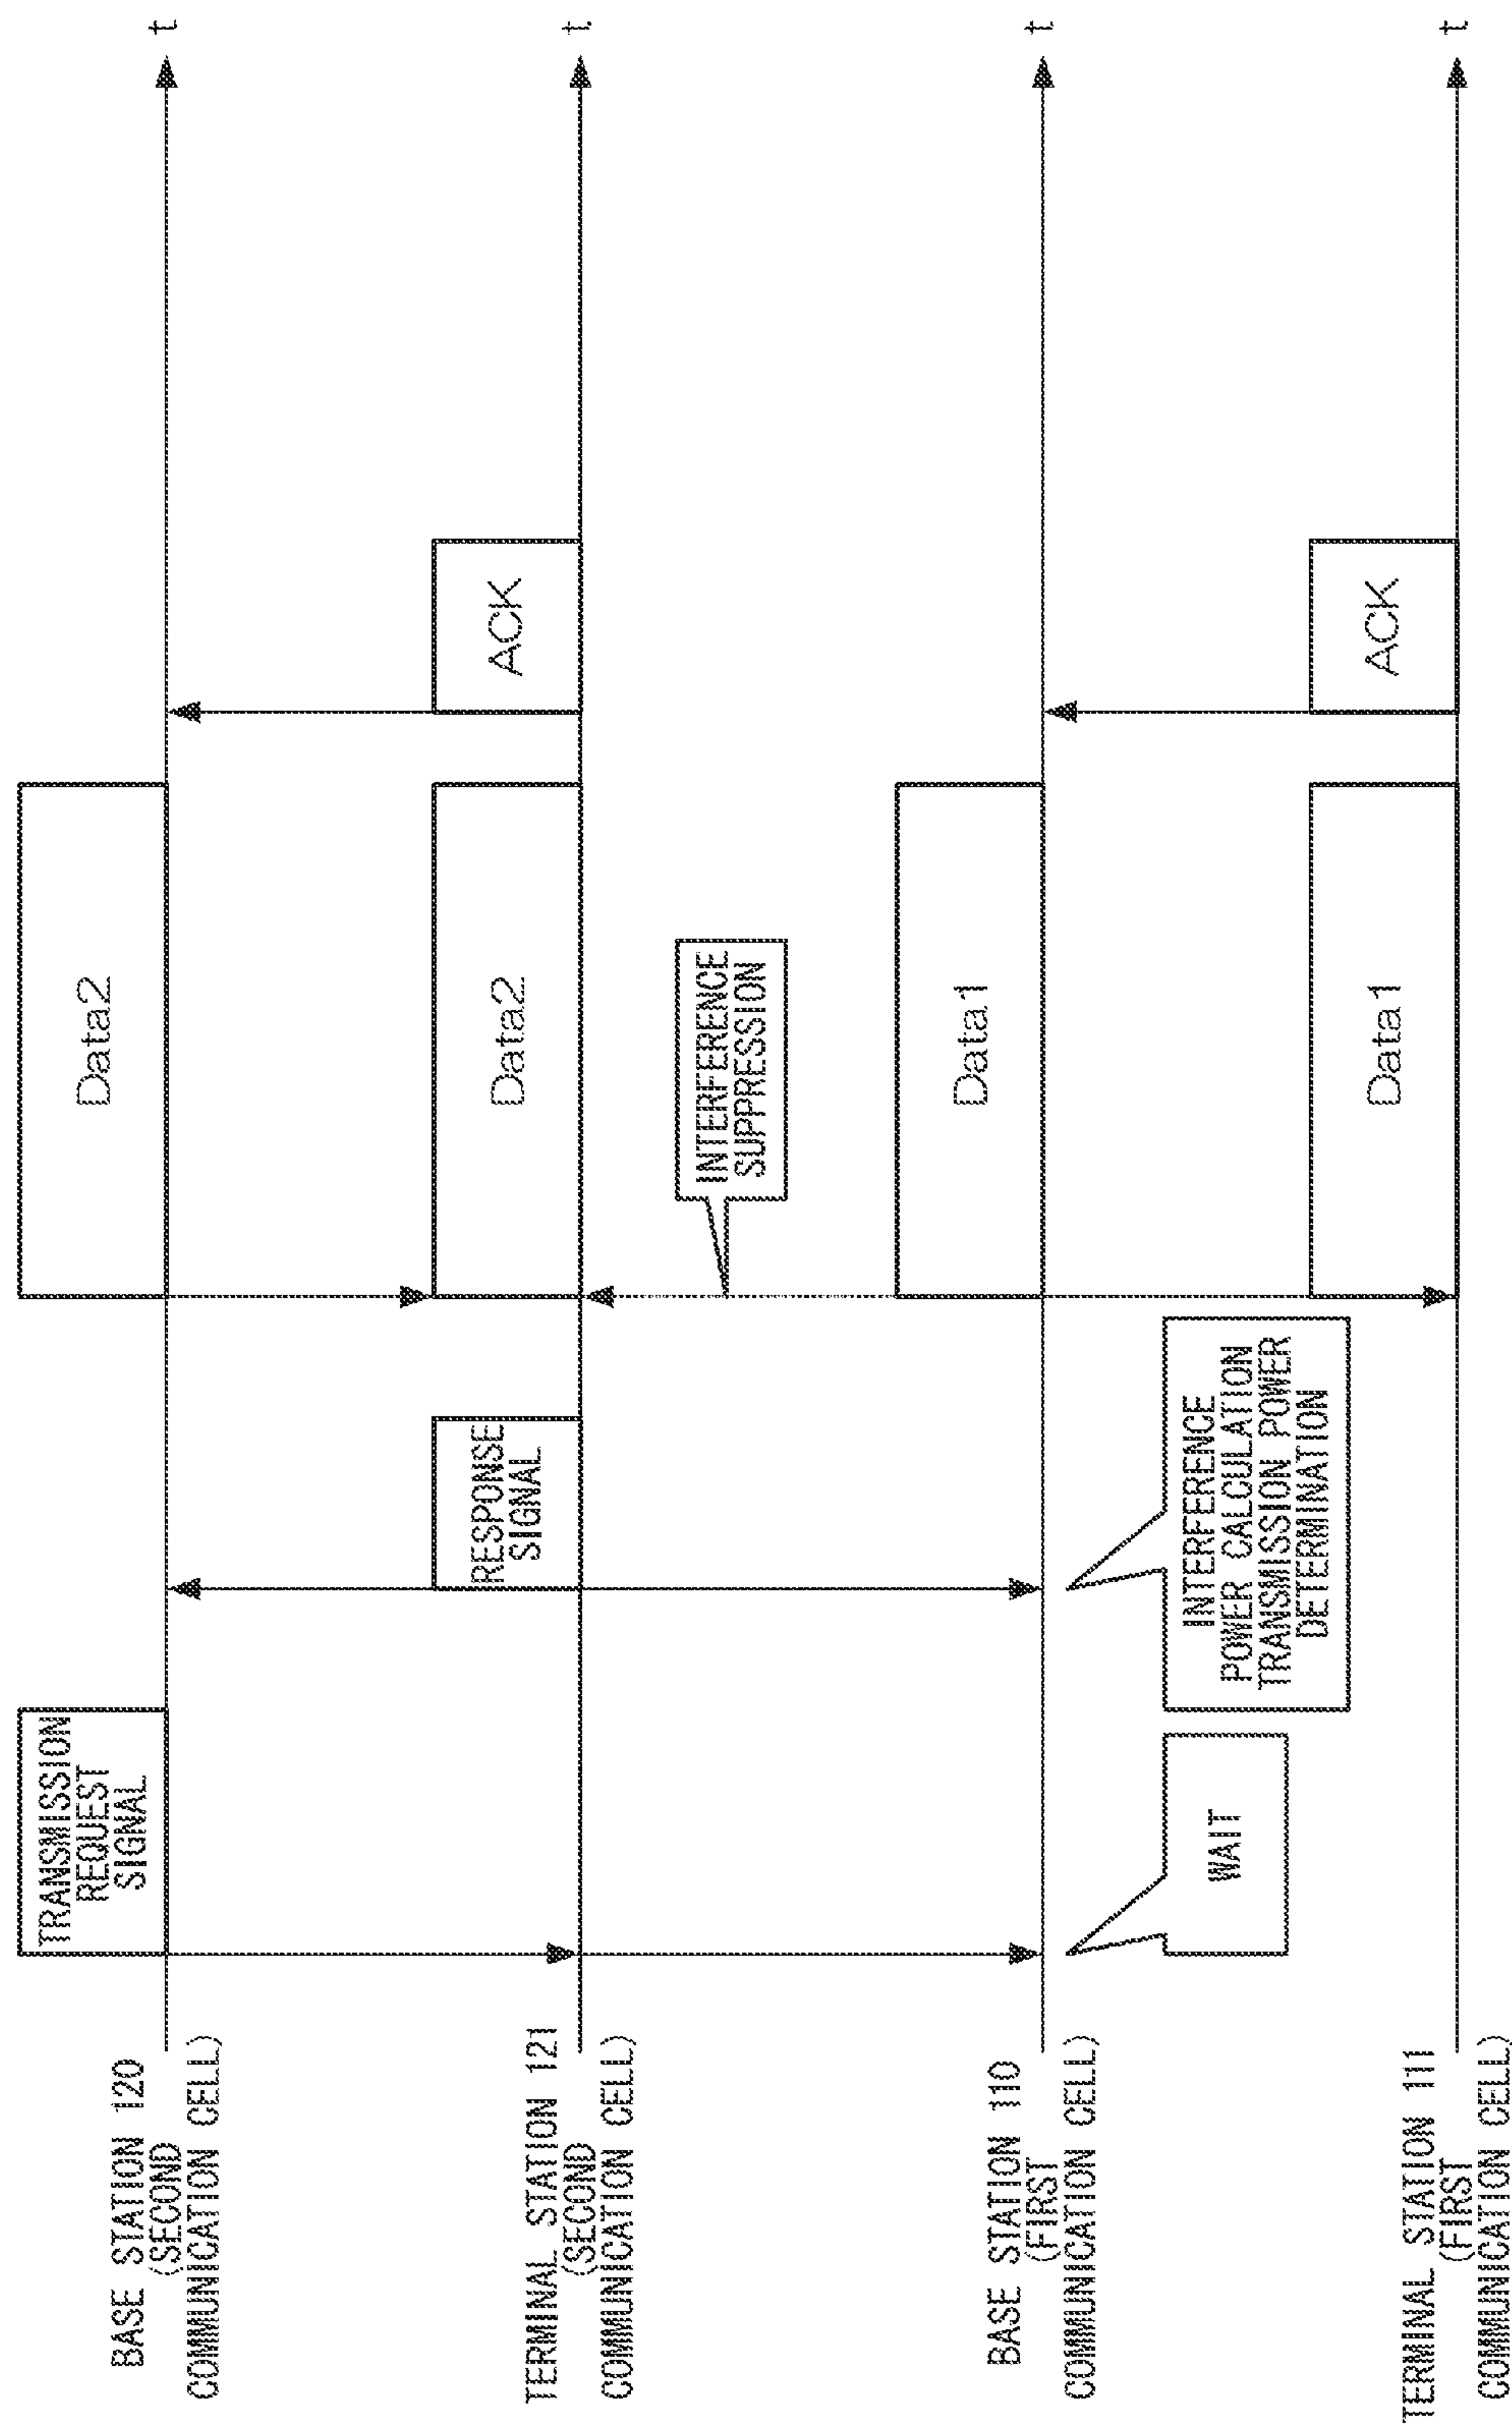 BASE STATION 120
(SECOND
COMMUNICATION CELL)
TRANSMISSION
REQUEST
SIGNAL
Data2
t
TERMINAL STATION 121
(SECOND
COMMUNICATION CELL)
RESPONSE
SIGNAL
Data2
ACK
t
INTERFERENCE
SUPPRESSION
BASE STATION 110
(FIRST
COMMUNICATION CELL)
Data1
t
WAIT
INTERFERENCE
POWER CALCULATION
TRANSMISSION POWER
DETERMINATION
TERMINAL STATION 111
(FIRST
COMMUNICATION CELL)
Data1
ACK
t